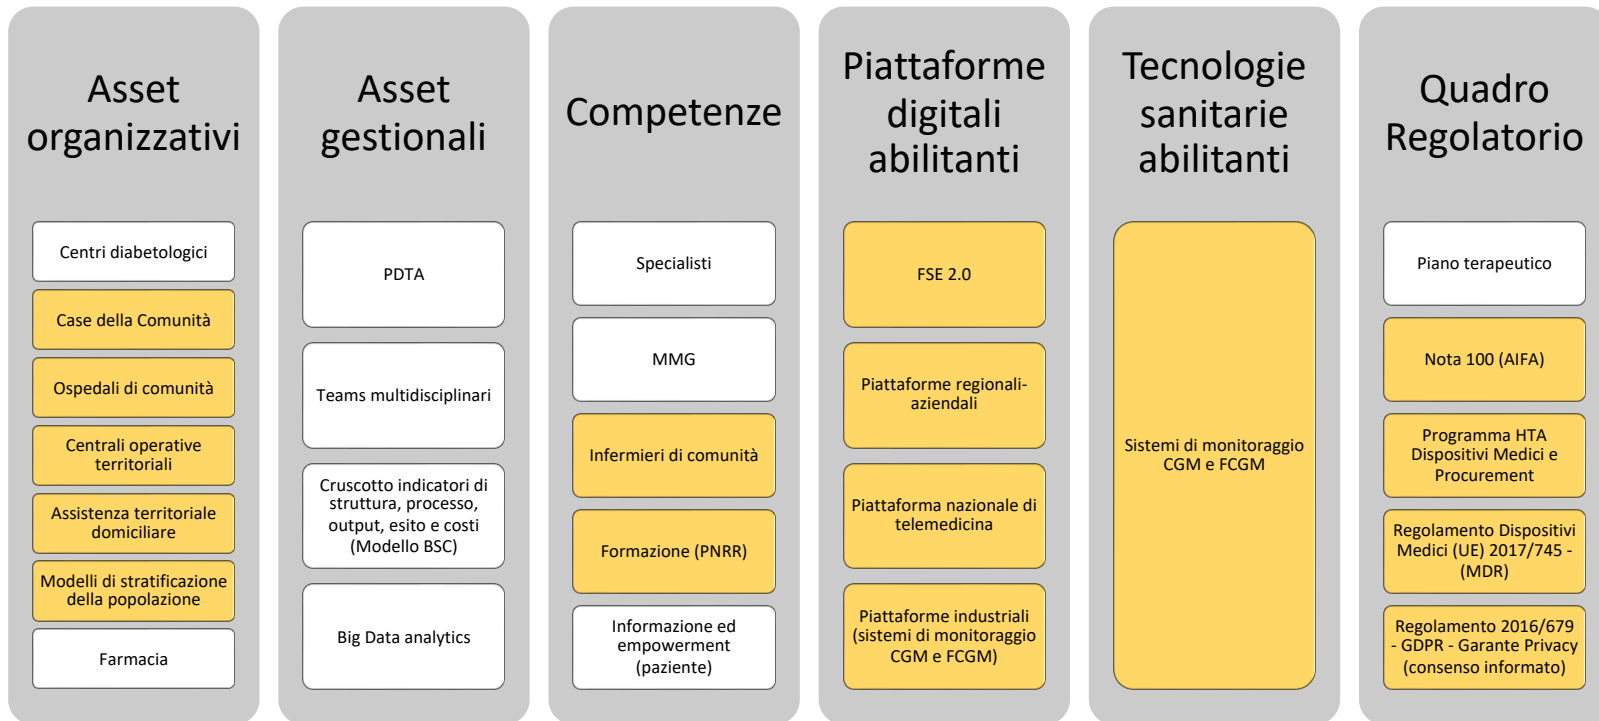 Asset
organizzativi
Centri diabetologici
Case della Comunità
Ospedali di comunità
Centrali operative
territoriali
Assistenza territoriale
domiciliare
Modelli di stratificazione
della popolazione
Farmacia
Asset
gestionali
PDTA
Teams multidisciplinari
Cruscotto indicatori di
struttura, processo,
output, esito e costi
(Modello BSC)
Big Data analytics
Competenze
Specialisti
MMG
Infermieri di comunità
Formazione (PNRR)
Informazione ed
empowerment
(paziente)
Piattaforme
digitali
abilitanti
FSE 2.0
Piattaforme regionali-
aziendali
Piattaforma nazionale di
telemedicina
Piattaforme industriali
(sistemi di monitoraggio
CGM e FCGM)
Tecnologie
sanitarie
abilitanti
Sistemi di monitoraggio
CGM e FCGM
Quadro
Regolatorio
Piano terapeutico
Nota 100 (AIFA)
Programma HTA
Dispositivi Medici e
Procurement
Regolamento Dispositivi
Medici (UE) 2017/745 -
(MDR)
Regolamento 2016/679
- GDPR - Garante Privacy
(consenso informato)